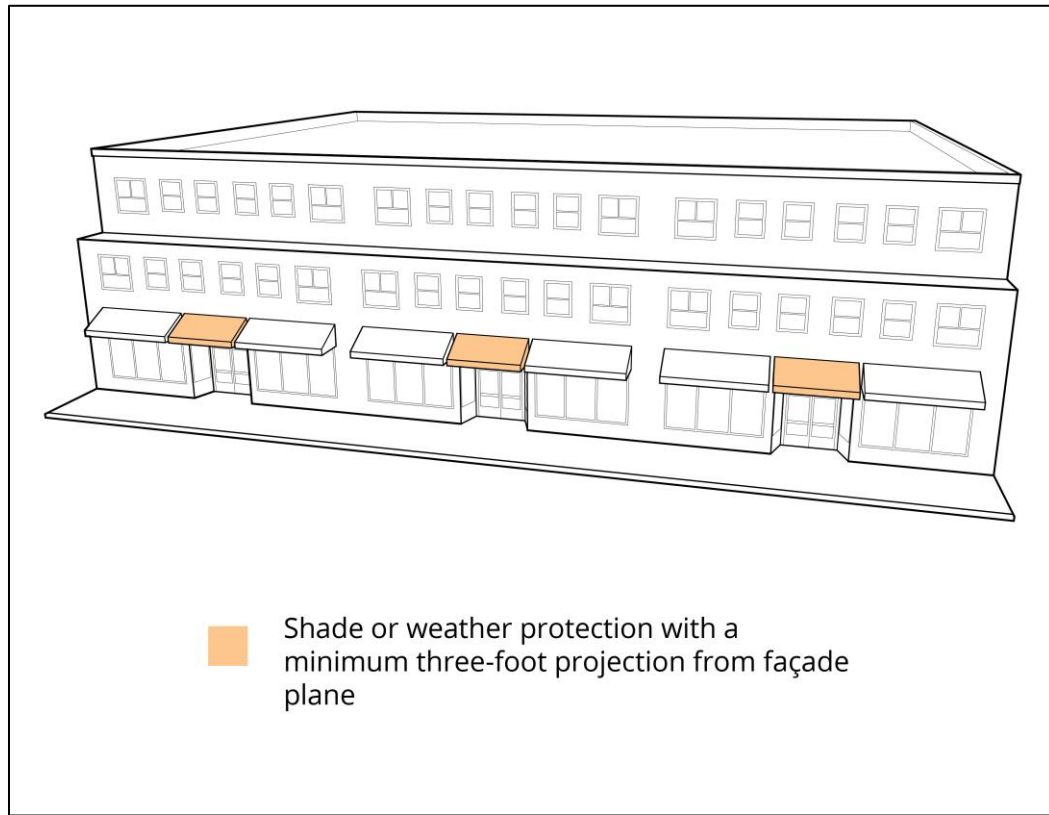 Shade or weather protection with a
minimum three-foot projection from façade
plane